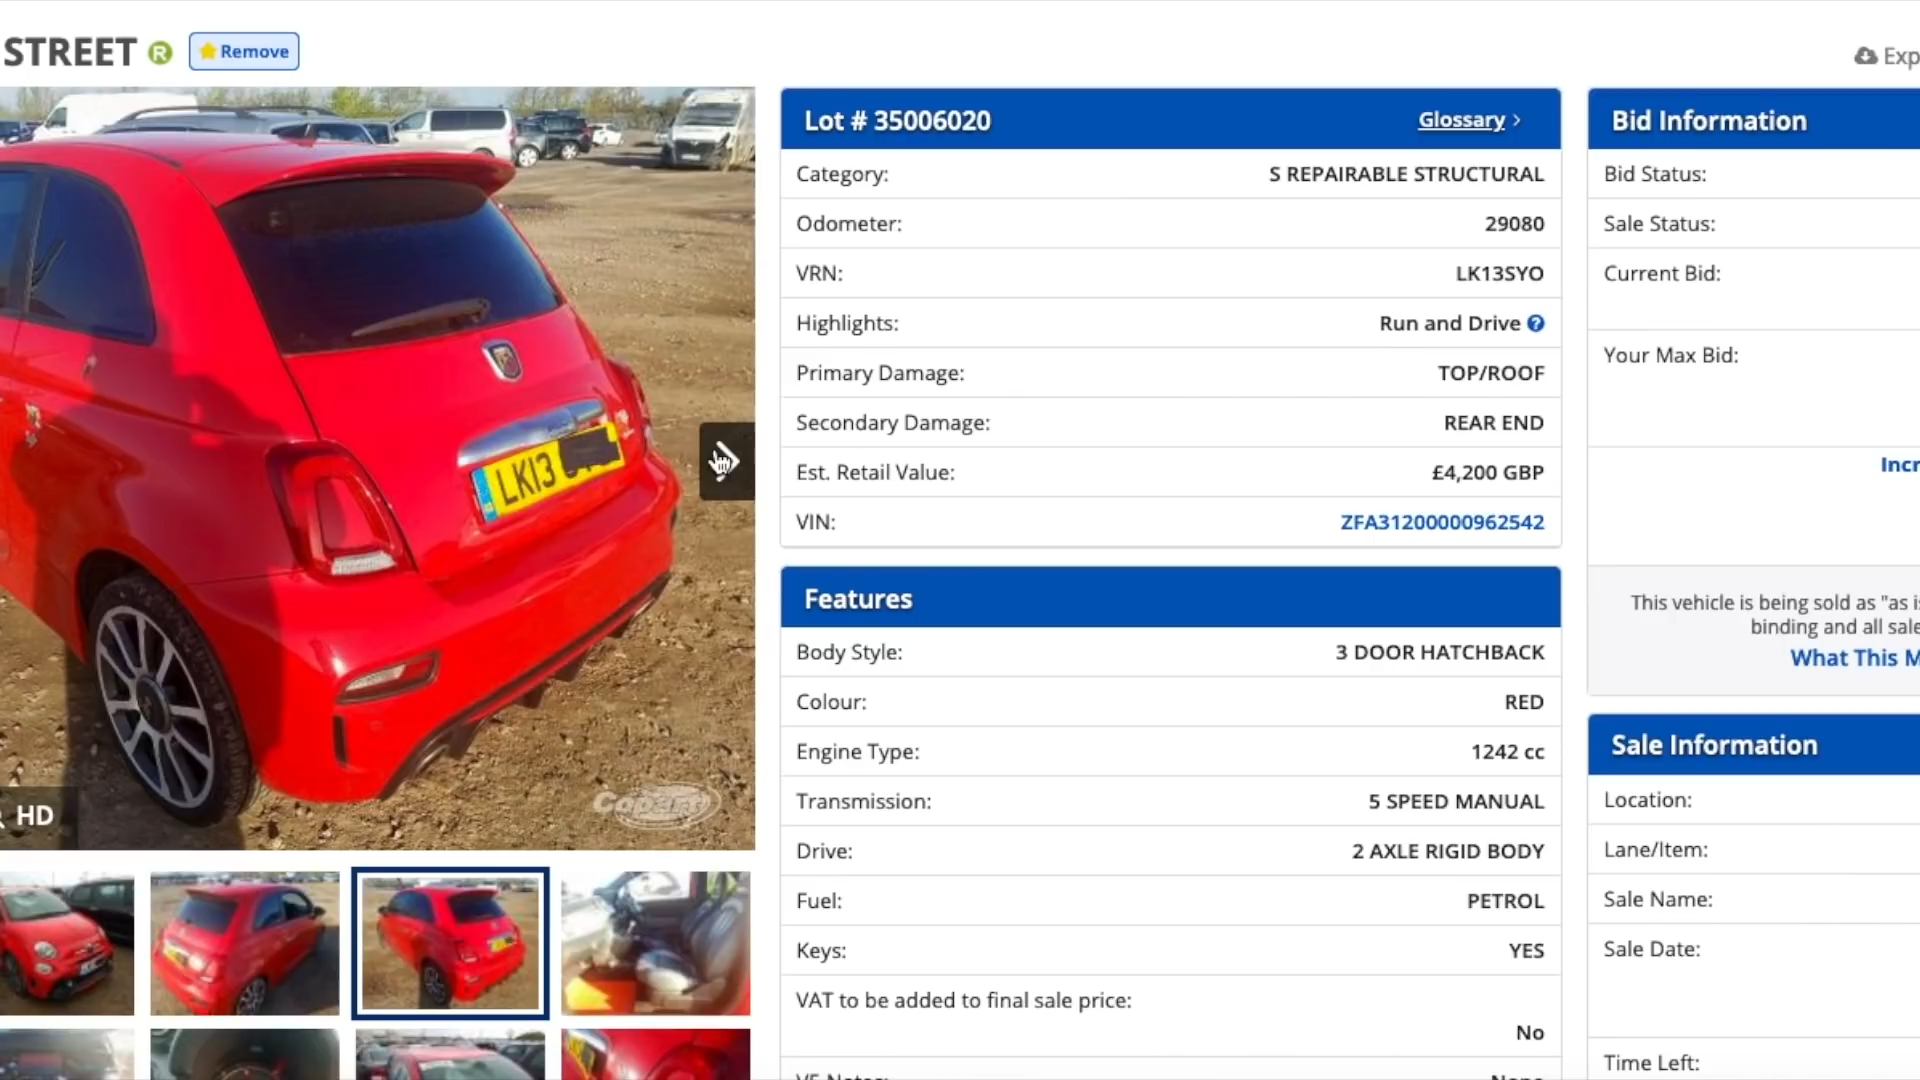 STREET R Remove
Exp
Lot # 35006020 Glossary
Category: S REPAIRABLE STRUCTURAL
Odometer: 29080
VRN: LK13SYO
Highlights: Run and Drive ?
Primary Damage: TOP/ROOF
Secondary Damage: REAR END
Est. Retail Value: £4,200 GBP
VIN: ZFA31200000962542
Features
Body Style: 3 DOOR HATCHBACK
Colour: RED
Engine Type: 1242 cc
Transmission: 5 SPEED MANUAL
Drive: 2 AXLE RIGID BODY
Fuel: PETROL
Keys: YES
VAT to be added to final sale price:
No
Bid Information
Bid Status:
Sale Status:
Current Bid:
Your Max Bid:
Incr
This vehicle is being sold as "as is
binding and all sale
What This M
Sale Information
Location:
Lane/Item:
Sale Name:
Sale Date:
Time Left:
LK13
Copart
HD